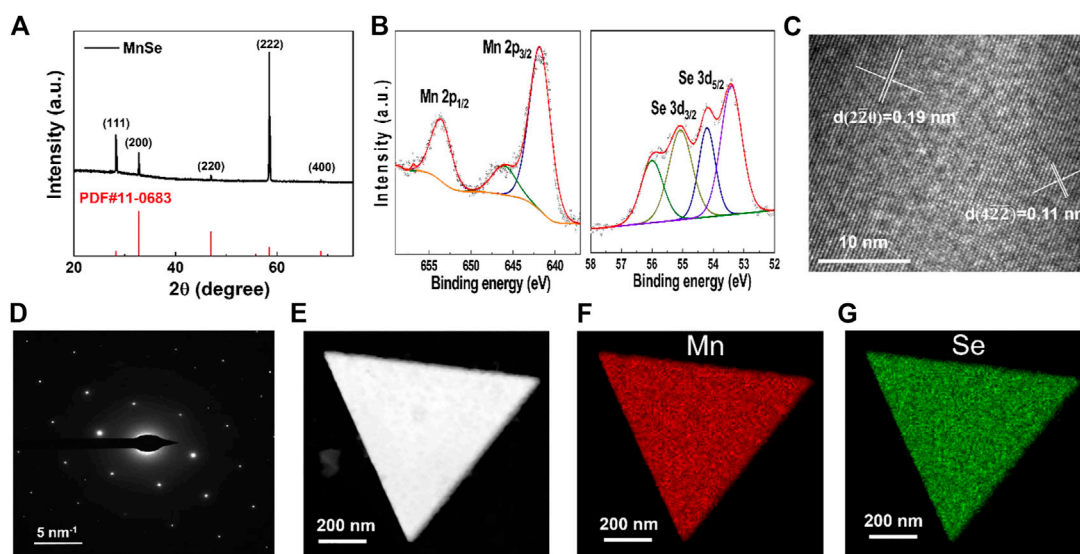 A
Intensity (a.u.)
MnSe
(111)
(200)
(220)
(222)
(400)
PDF#11-0683
20
40
60
2θ (degree)
B
Intensity (a.u.)
Mn 2p1/2
Mn 2p3/2
655
650
645
640
Binding energy (eV)
Se 3d3/2
Se 3d5/2
58
57
56
55
54
53
52
Binding energy (eV)
C
d(22̅0)=0.19 nm
d(42̅2̅)=0.11 nm
10 nm
D
5 nm-1
E
200 nm
F
Mn
200 nm
G
Se
200 nm